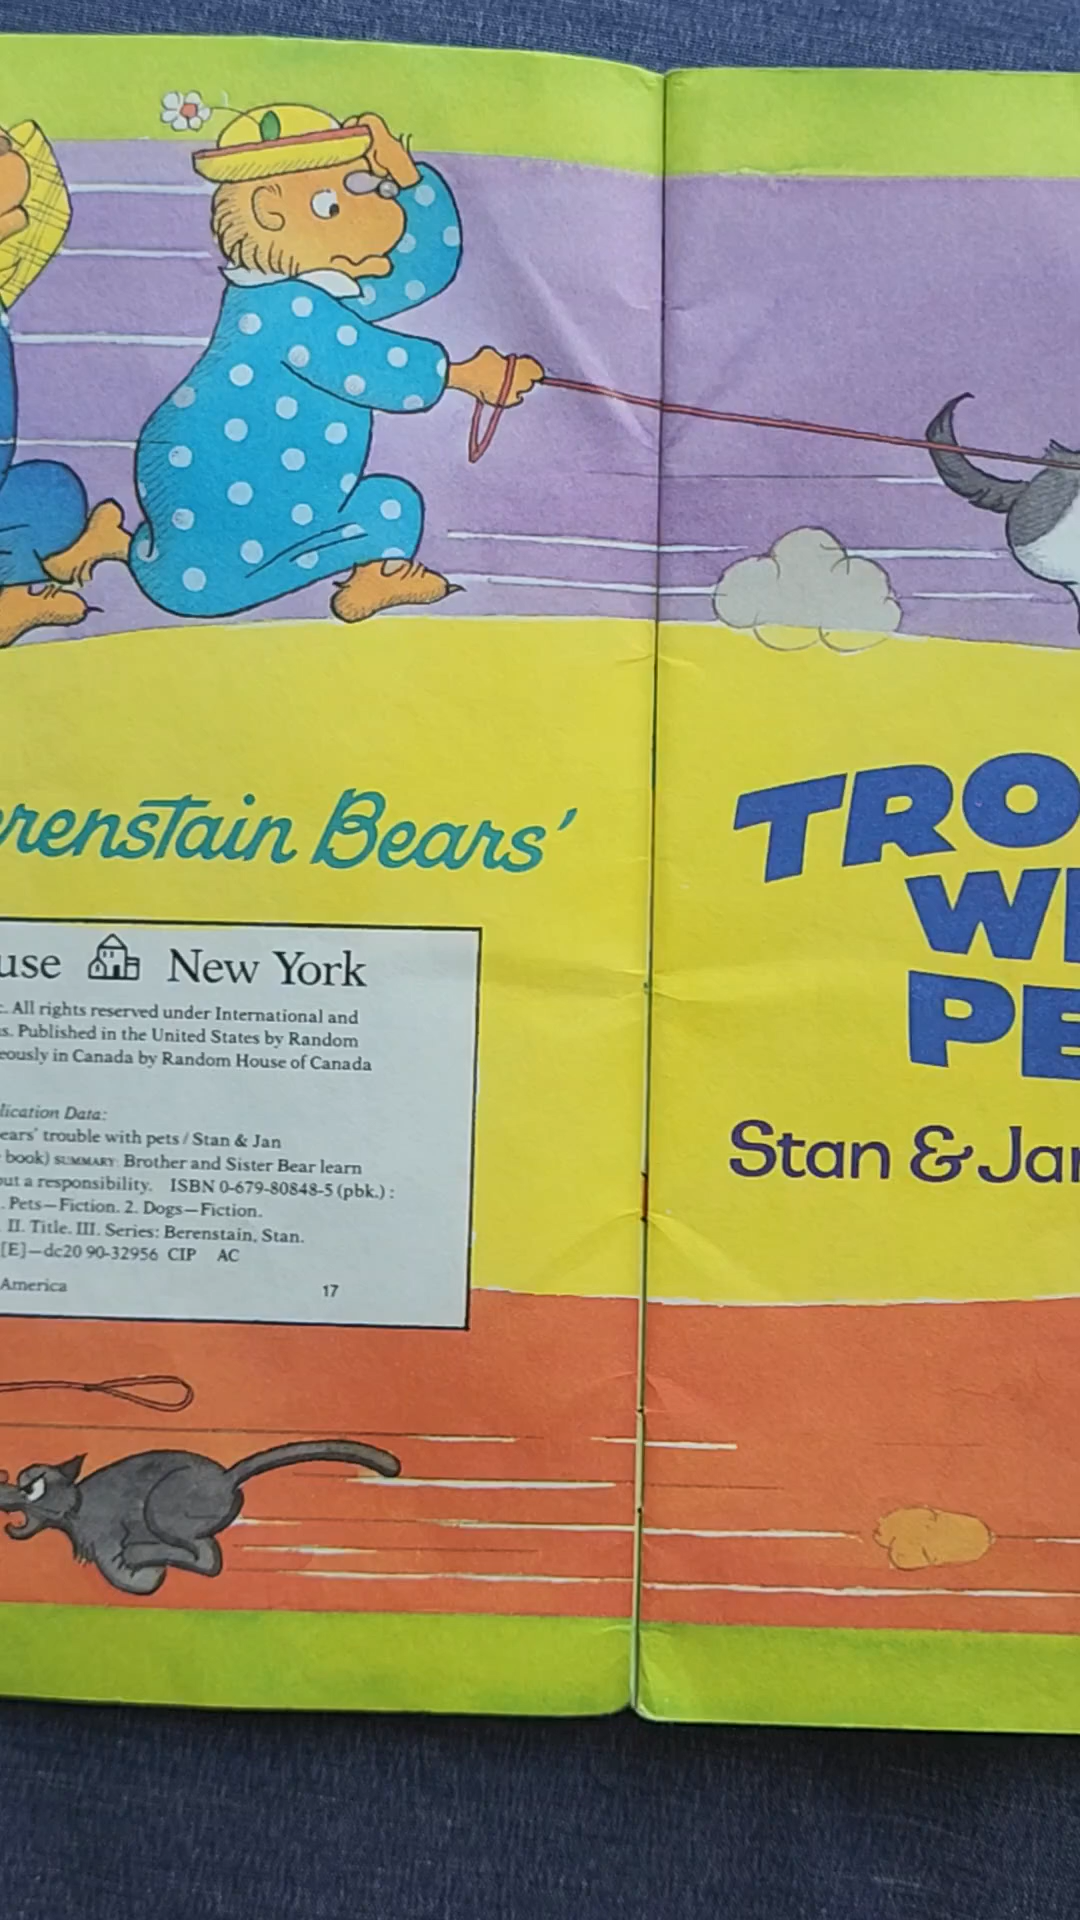 erenstain Bears'
use New York
. All rights reserved under International and
s. Published in the United States by Random
eously in Canada by Random House of Canada
lication Data:
ears' trouble with pets / Stan & Jan
book) SUMMARY: Brother and Sister Bear learn
ut a responsibility. ISBN 0-679-80848-5 (pbk.) :
. Pets—Fiction. 2. Dogs—Fiction.
II. Title. III. Series: Berenstain, Stan.
[E]—dc20 90-32956 CIP AC
America 17
TRO
W
PE
Stan & Ja